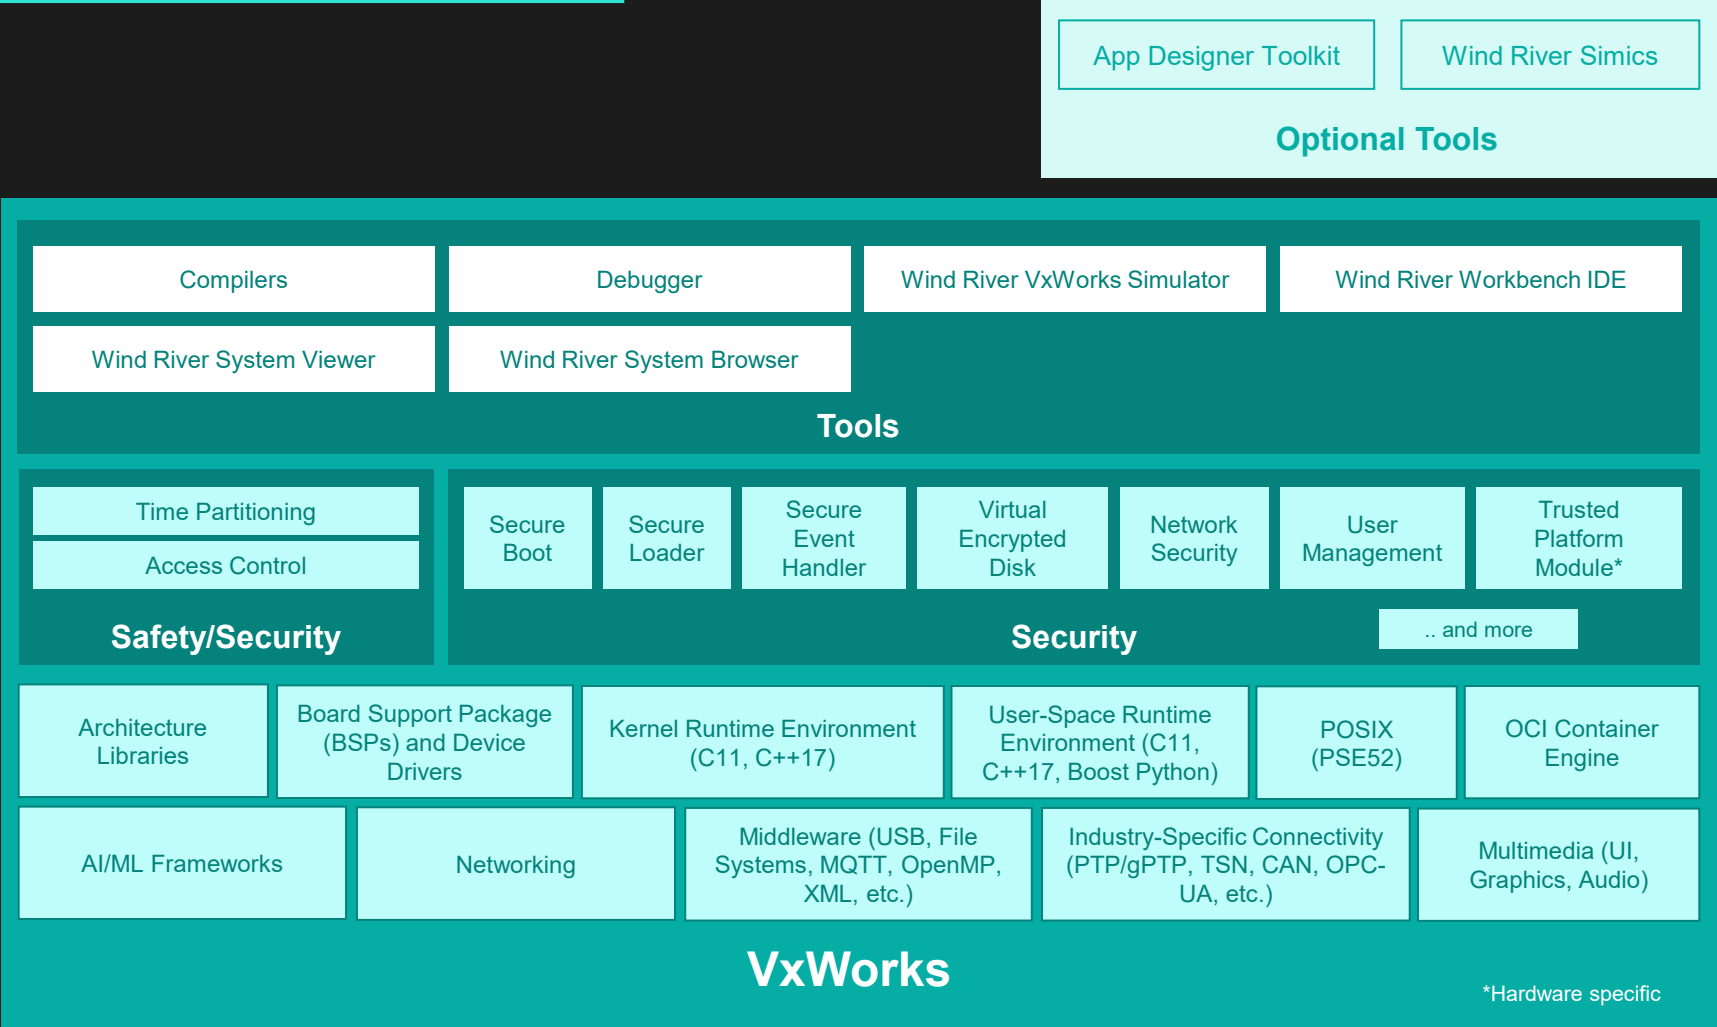 App Designer Toolkit
Wind River Simics
Optional Tools
Compilers
Debugger
Wind River VxWorks Simulator
Wind River Workbench IDE
Wind River System Viewer
Wind River System Browser
Tools
Time Partitioning
Access Control
Safety/Security
Secure
Boot
Secure
Loader
Secure
Event
Handler
Virtual
Encrypted
Disk
Network
Security
User
Management
Trusted
Platform
Module*
Security
.. and more
Architecture
Libraries
Board Support Package
(BSPs) and Device
Drivers
Kernel Runtime Environment
(C11, C++17)
User-Space Runtime
Environment (C11,
C++17, Boost Python)
POSIX
(PSE52)
OCI Container
Engine
AI/ML Frameworks
Networking
Middleware (USB, File
Systems, MQTT, OpenMP,
XML, etc.)
Industry-Specific Connectivity
(PTP/gPTP, TSN, CAN, OPC-
UA, etc.)
Multimedia (UI,
Graphics, Audio)
VxWorks
*Hardware specific